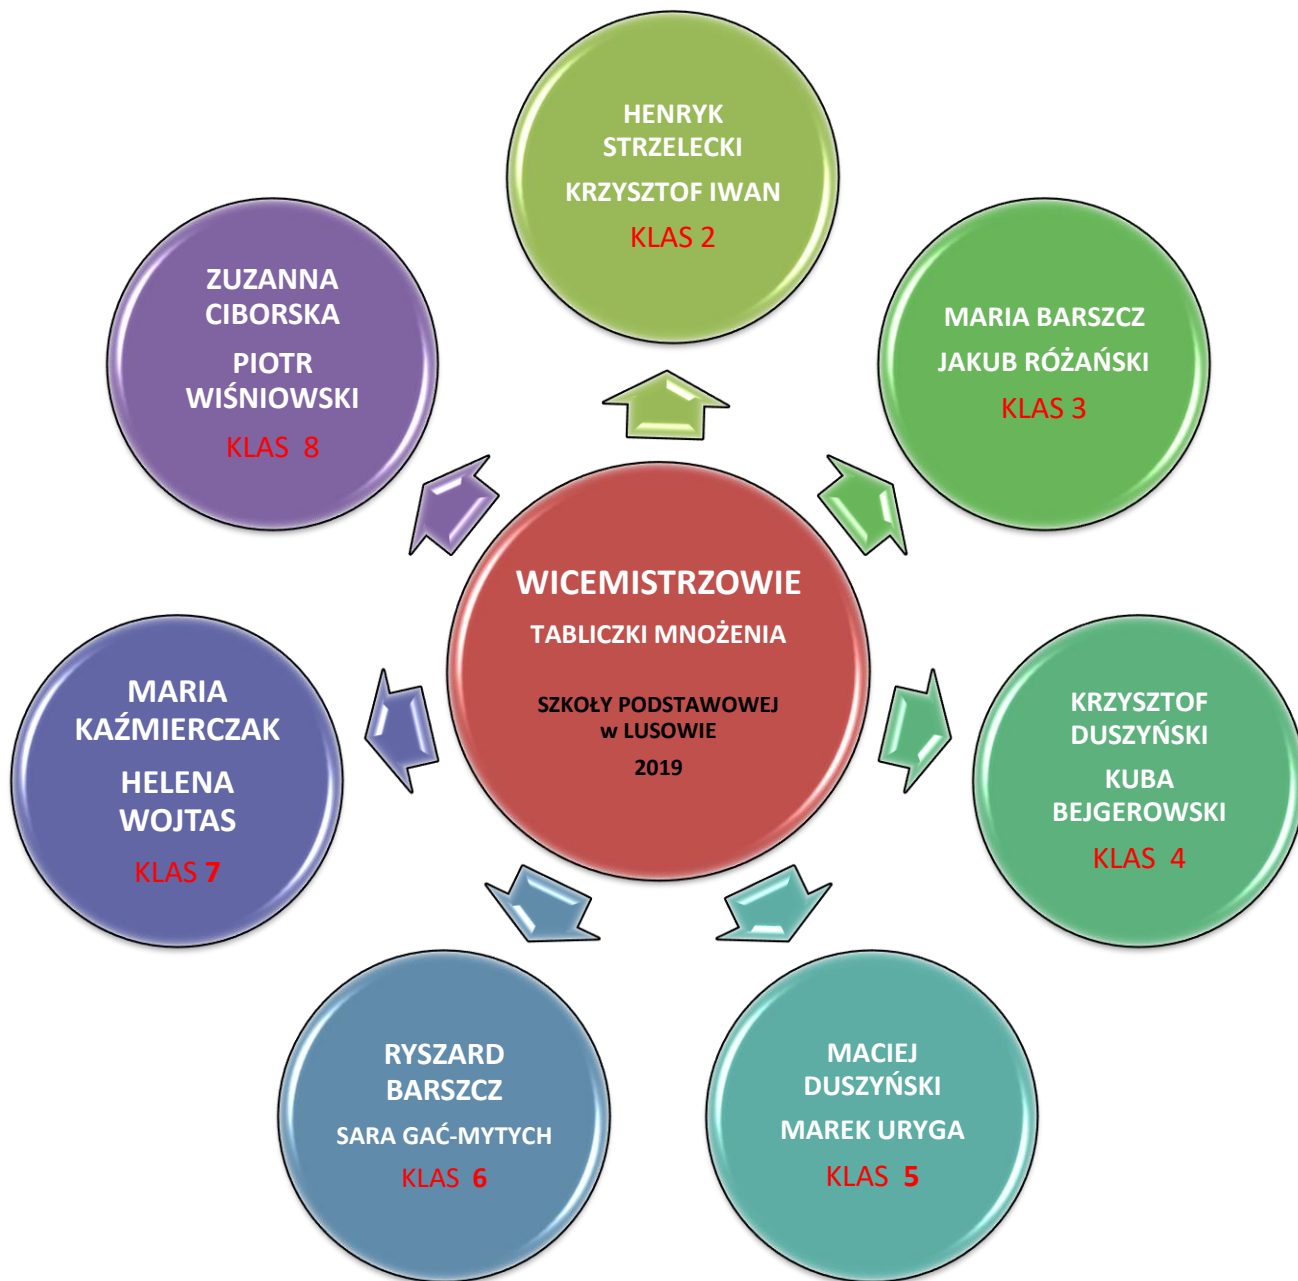 WICEMISTRZOWIE
TABLICZKI MNOŻENIA
SZKOŁY PODSTAWOWEJ
w LUSOWIE
2019
HENRYK
STRZELECKI
KRZYSZTOF IWAN
KLAS 2
MARIA BARSZCZ
JAKUB RÓŻAŃSKI
KLAS 3
KRZYSZTOF
DUSZYŃSKI
KUBA
BEJGEROWSKI
KLAS 4
MACIEJ
DUSZYŃSKI
MAREK URYGA
KLAS 5
RYSZARD
BARSZCZ
SARA GAĆ-MYTYCH
KLAS 6
MARIA
KAŹMIERCZAK
HELENA
WOJTAS
KLAS 7
ZUZANNA
CIBORSKA
PIOTR
WIŚNIOWSKI
KLAS 8